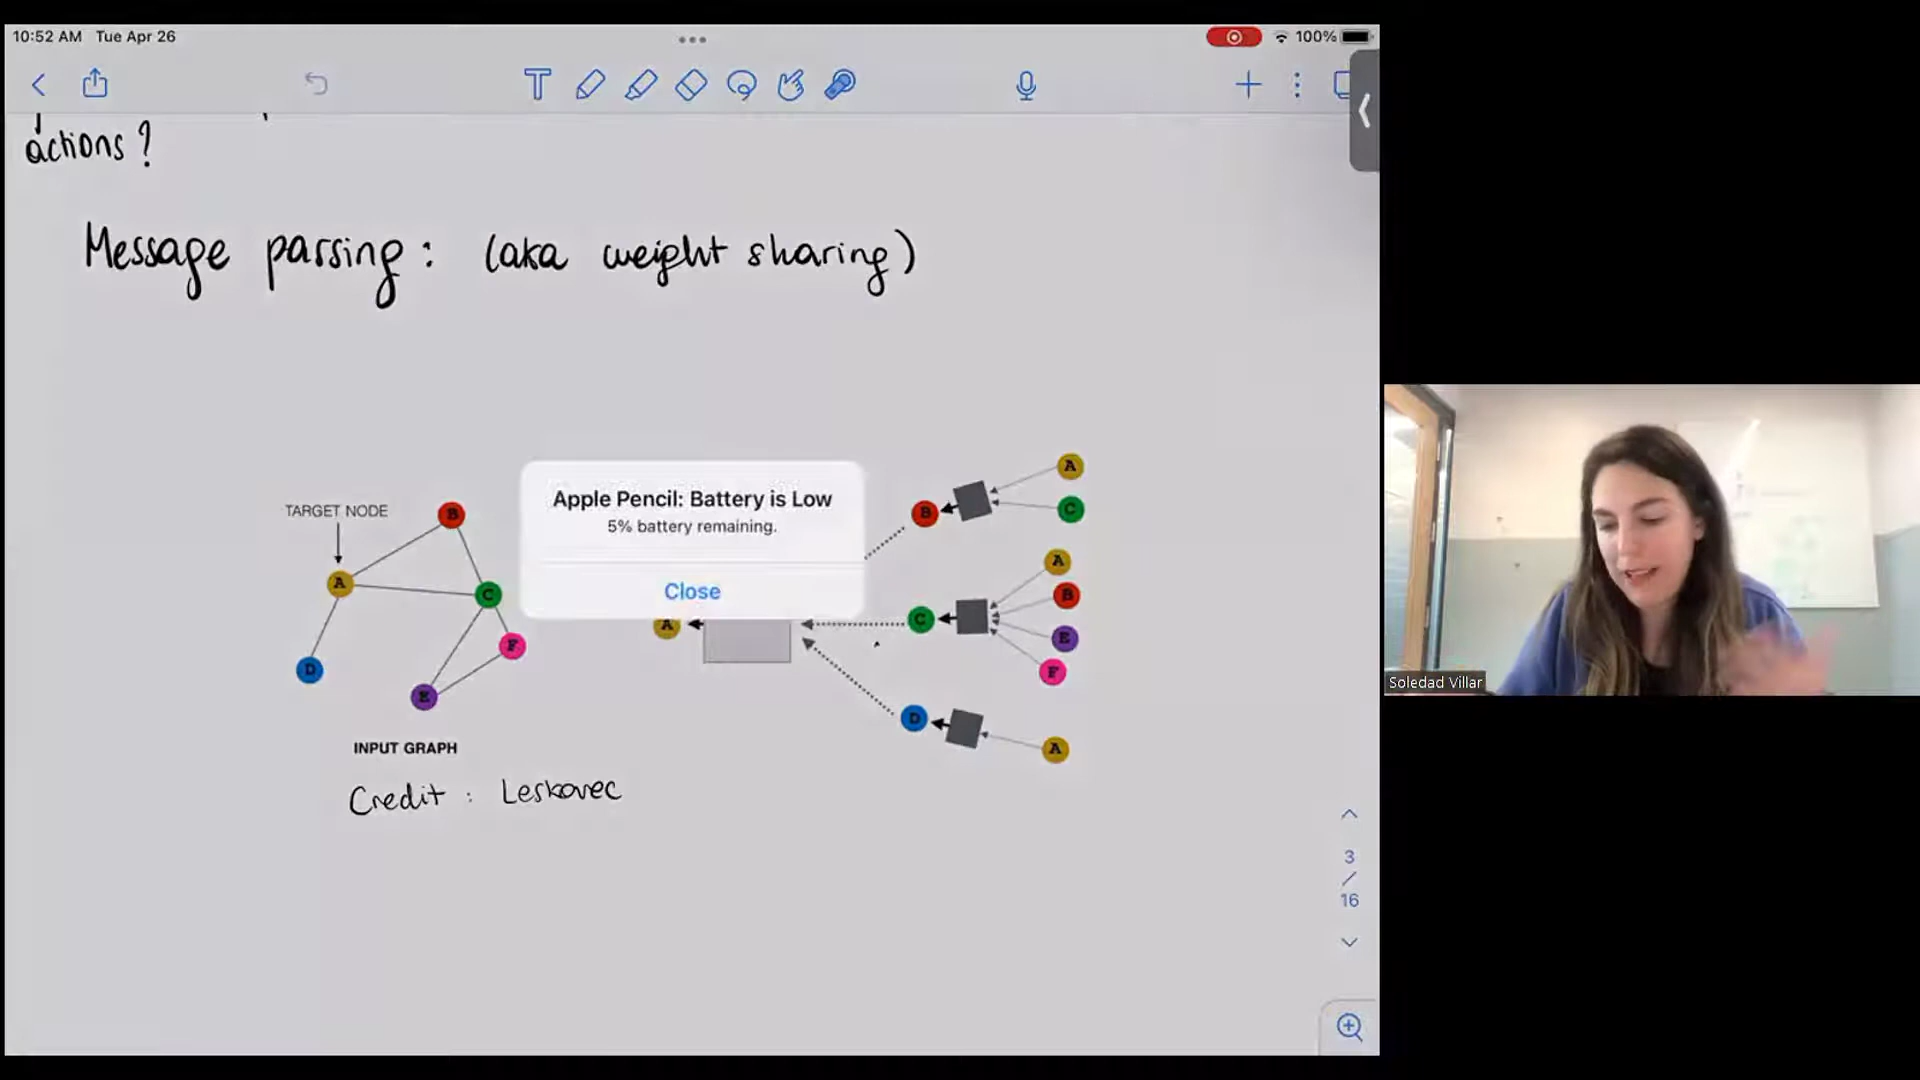 10:52 AM Tue Apr 26
100%
actions?
Message passing: (aka weight sharing)
TARGET NODE
A
B
C
D
E
F
INPUT GRAPH
Credit : Leskovec
Apple Pencil: Battery is Low
5% battery remaining.
Close
A
B
A
C
C
A
B
E
F
D
A
3
/
16
Soledad Villar